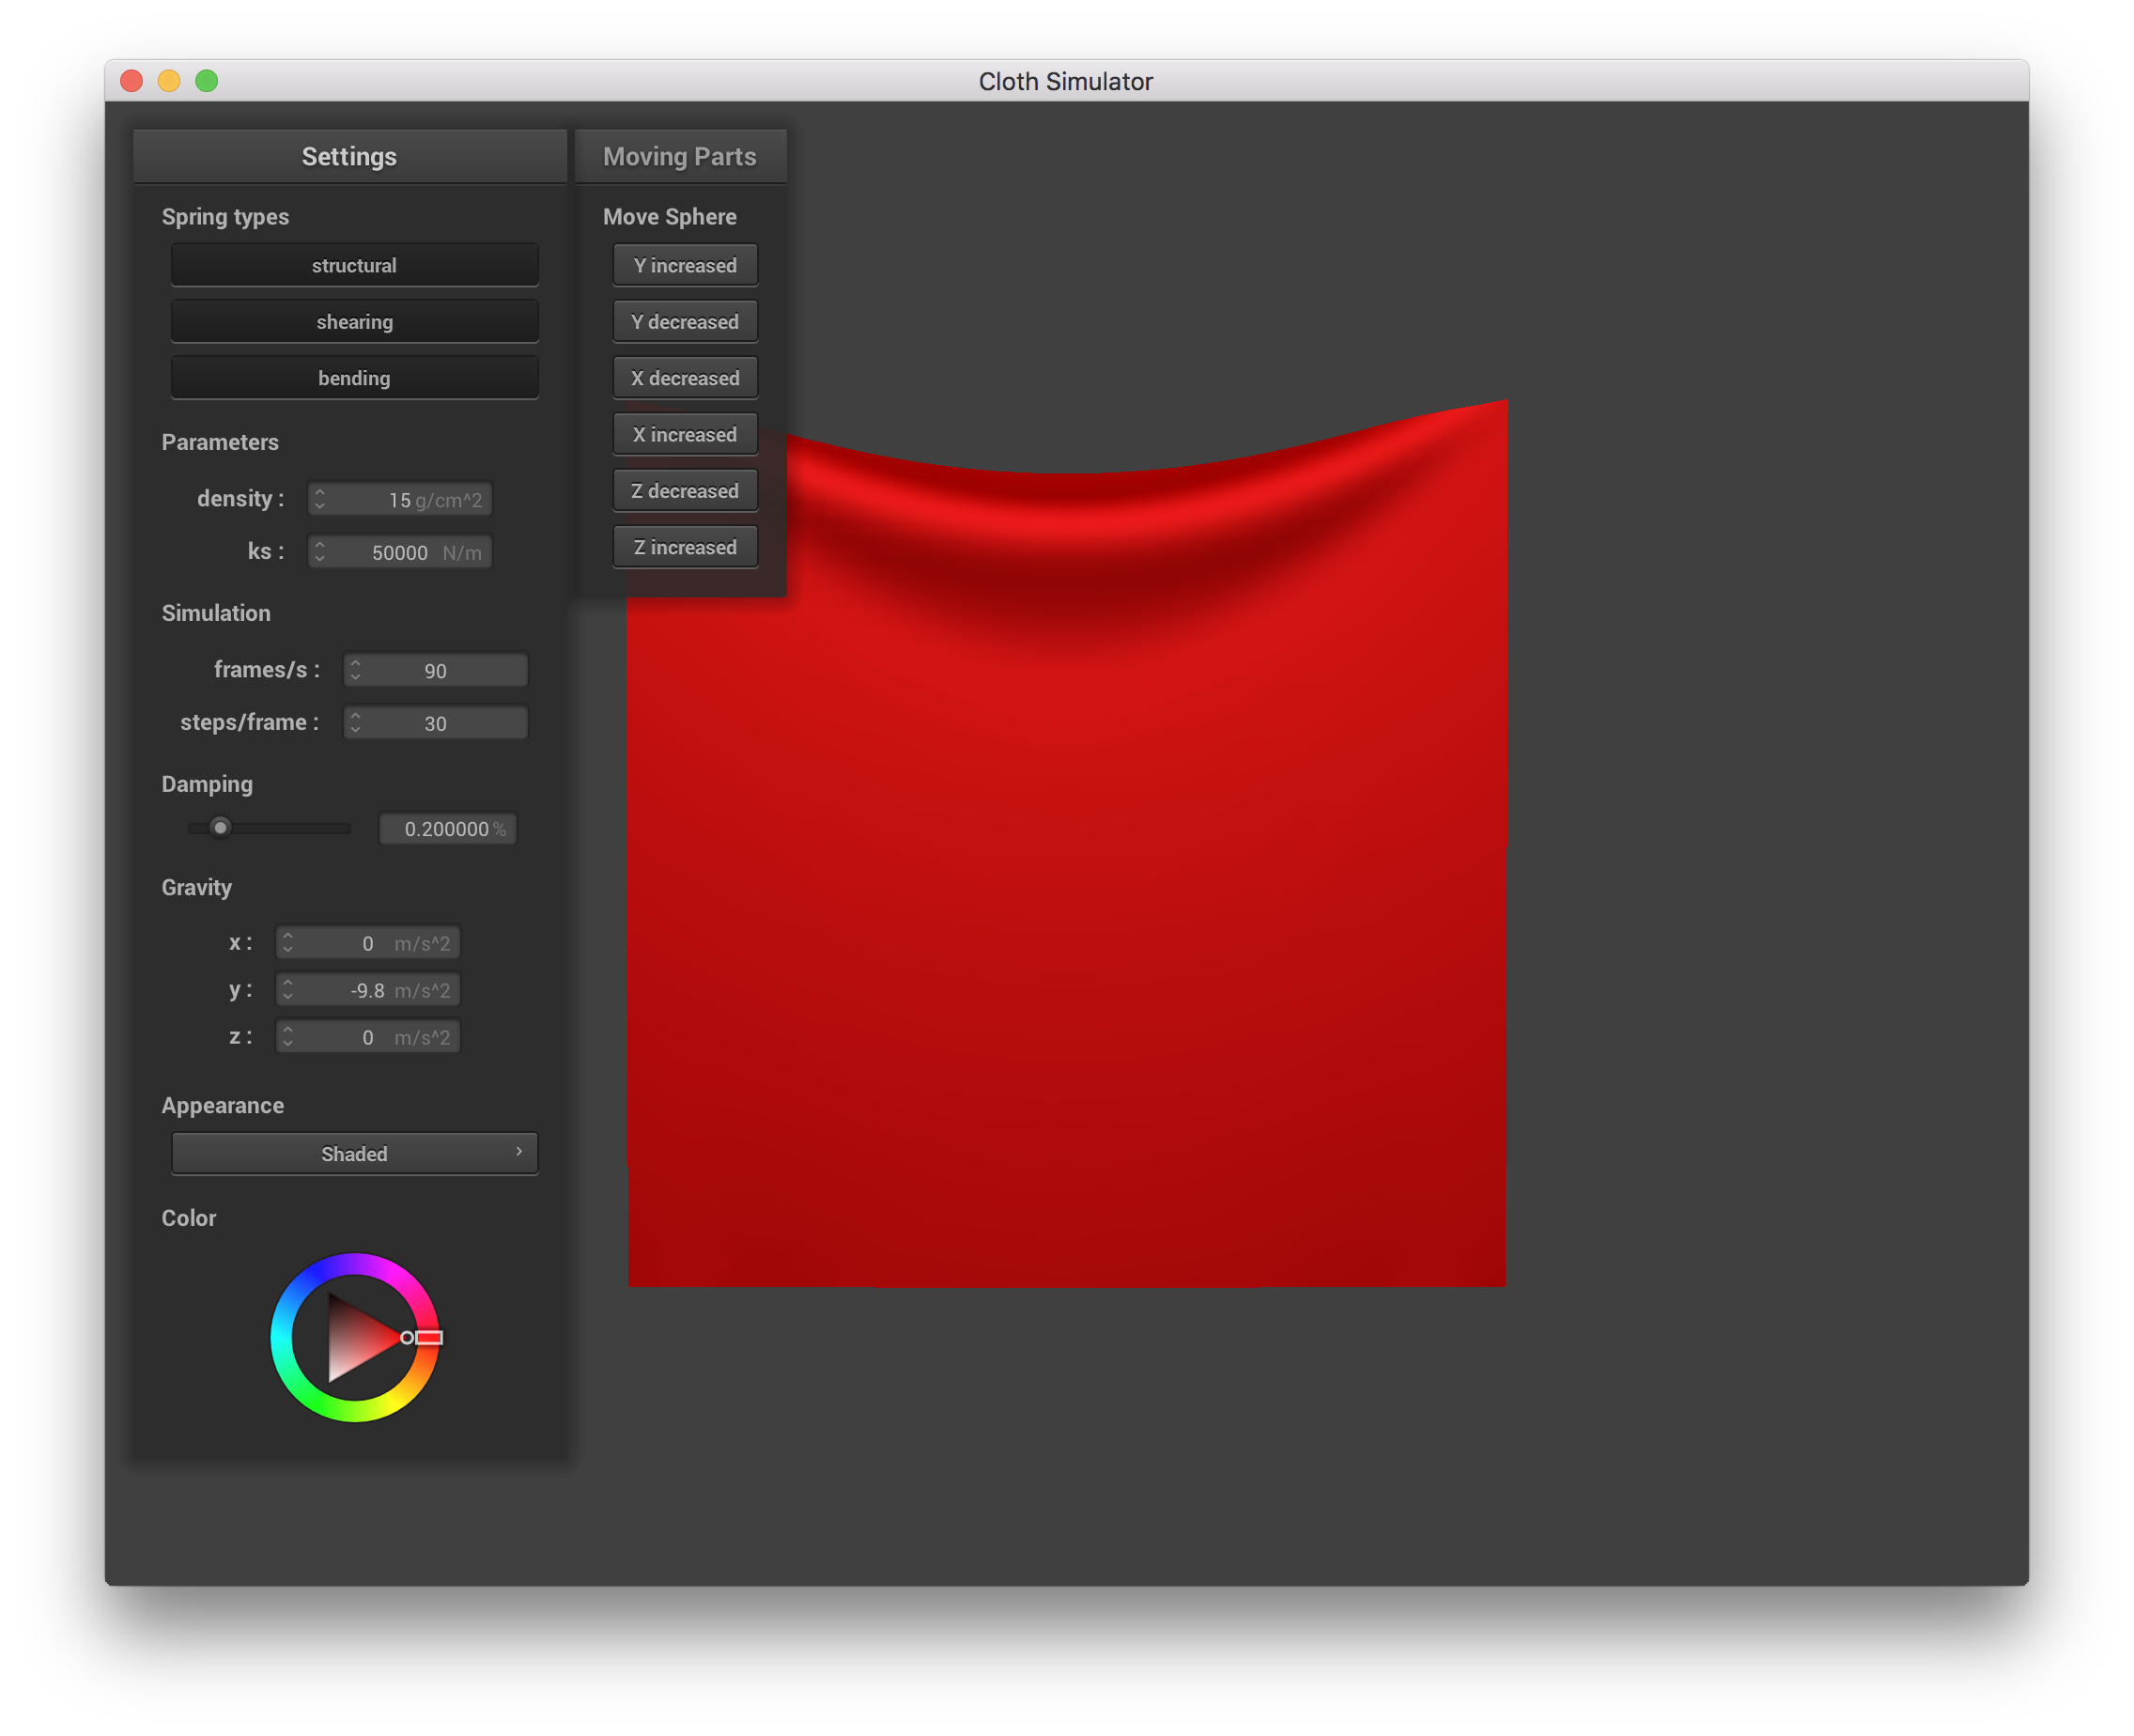 Cloth Simulator
Settings
Spring types
structural
shearing
bending
Parameters
density : 15 g/cm^2
ks : 50000 N/m
Simulation
frames/s : 90
steps/frame : 30
Damping
0.200000 %
Gravity
x : 0 m/s^2
y : -9.8 m/s^2
z : 0 m/s^2
Appearance
Shaded
Color
Moving Parts
Move Sphere
Y increased
Y decreased
X decreased
X increased
Z decreased
Z increased